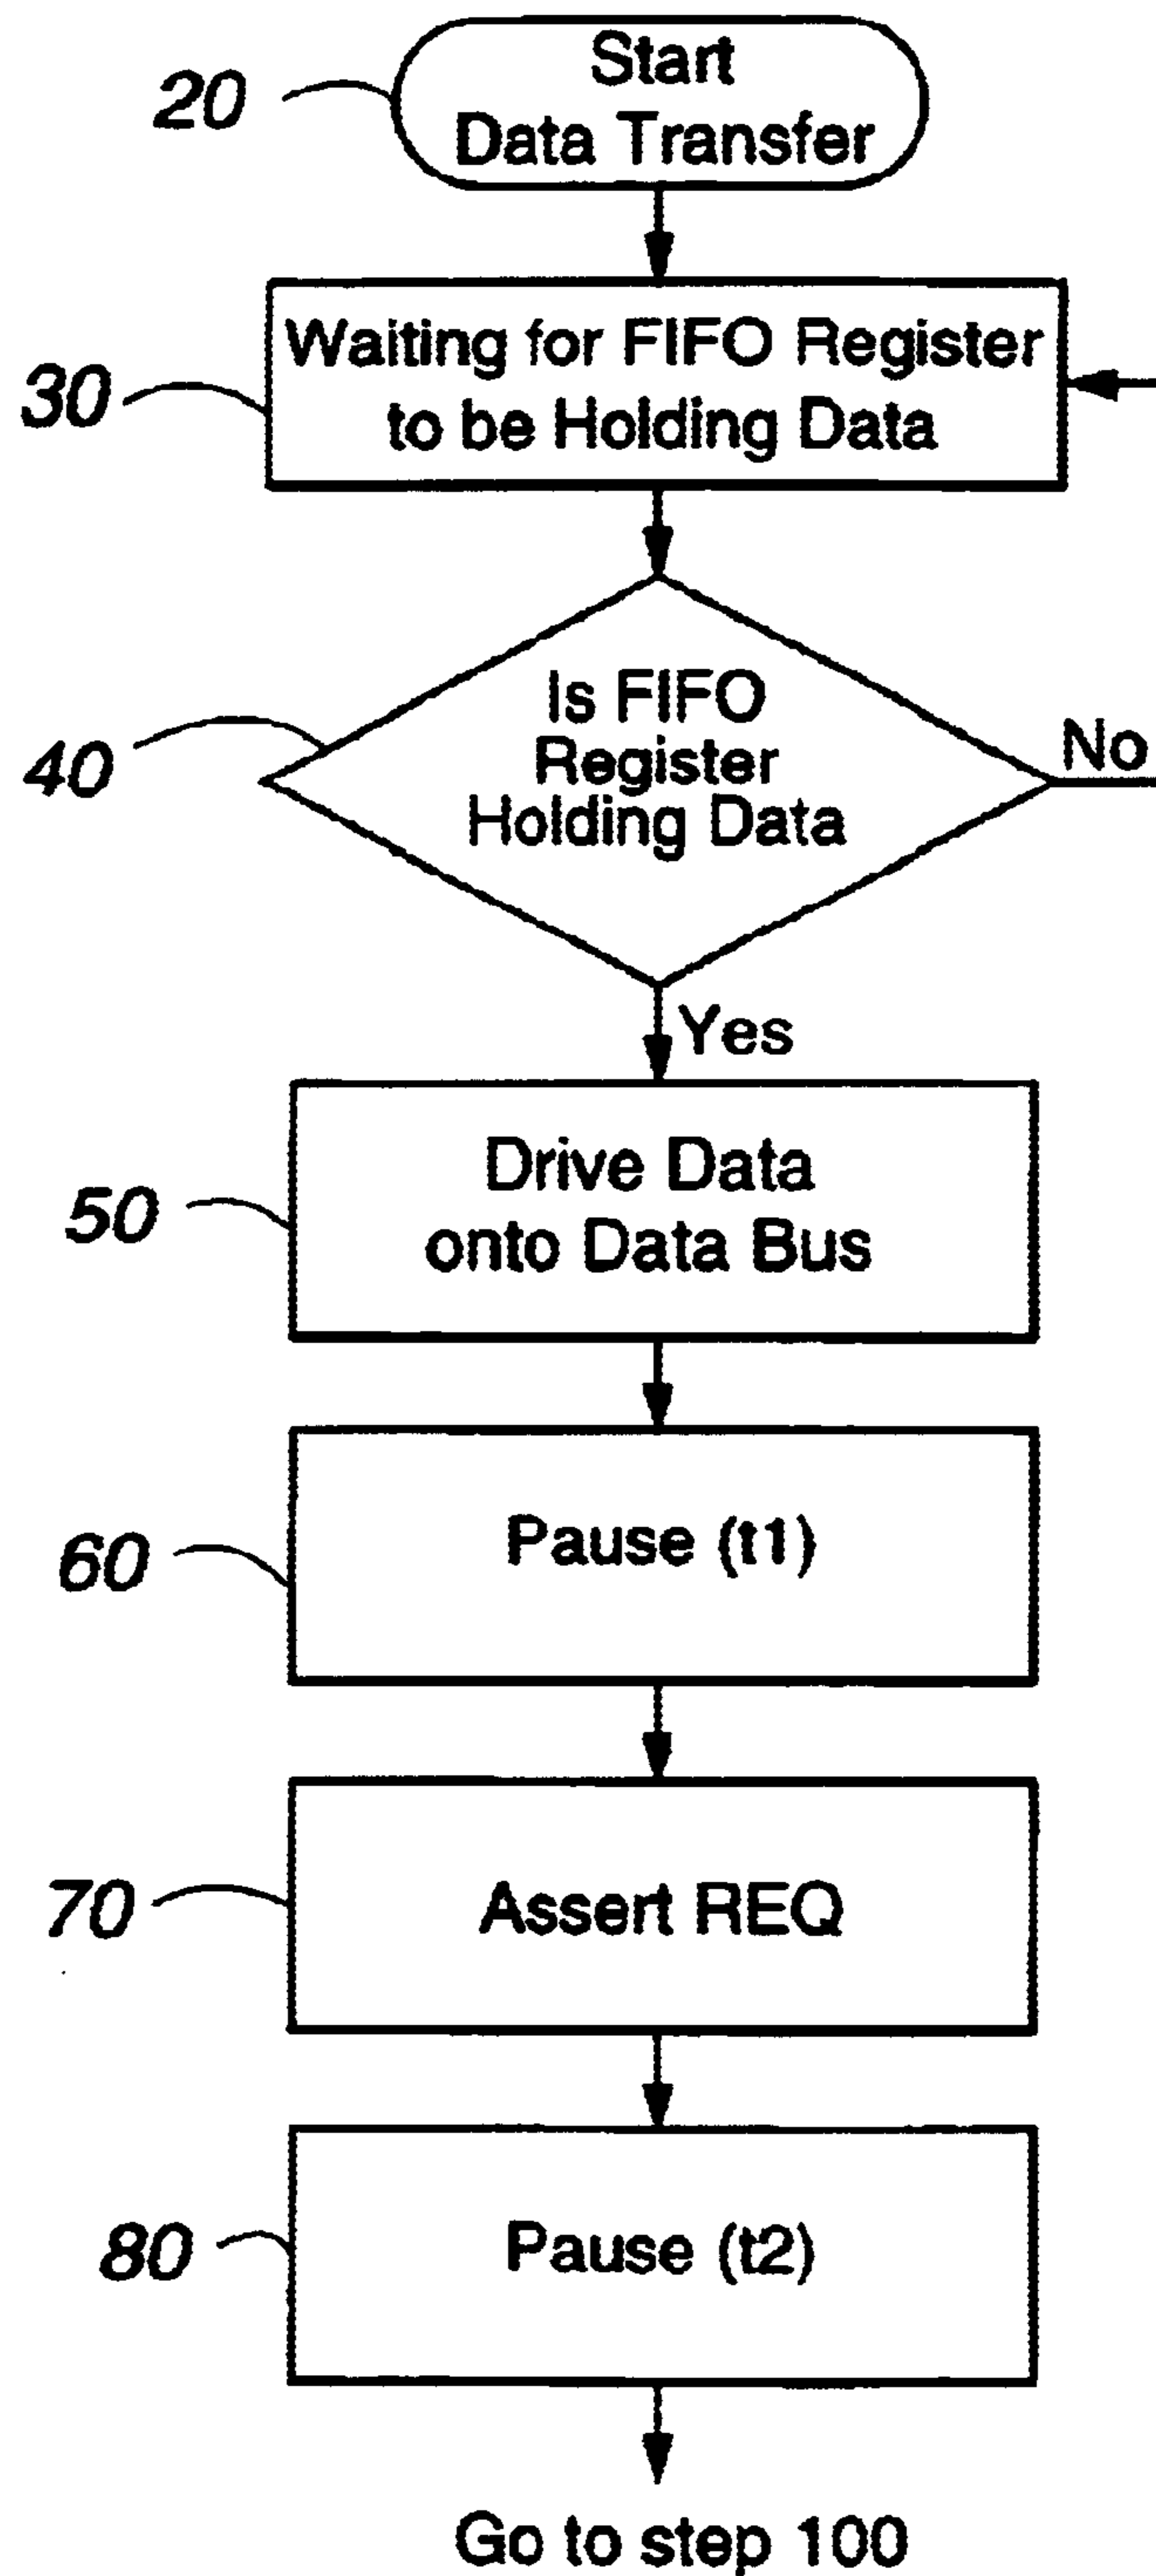 20
Start
Data Transfer
30
Waiting for FIFO Register
to be Holding Data
40
Is FIFO
Register
Holding Data
No
Yes
50
Drive Data
onto Data Bus
60
Pause (t1)
70
Assert REQ
80
Pause (t2)
Go to step 100